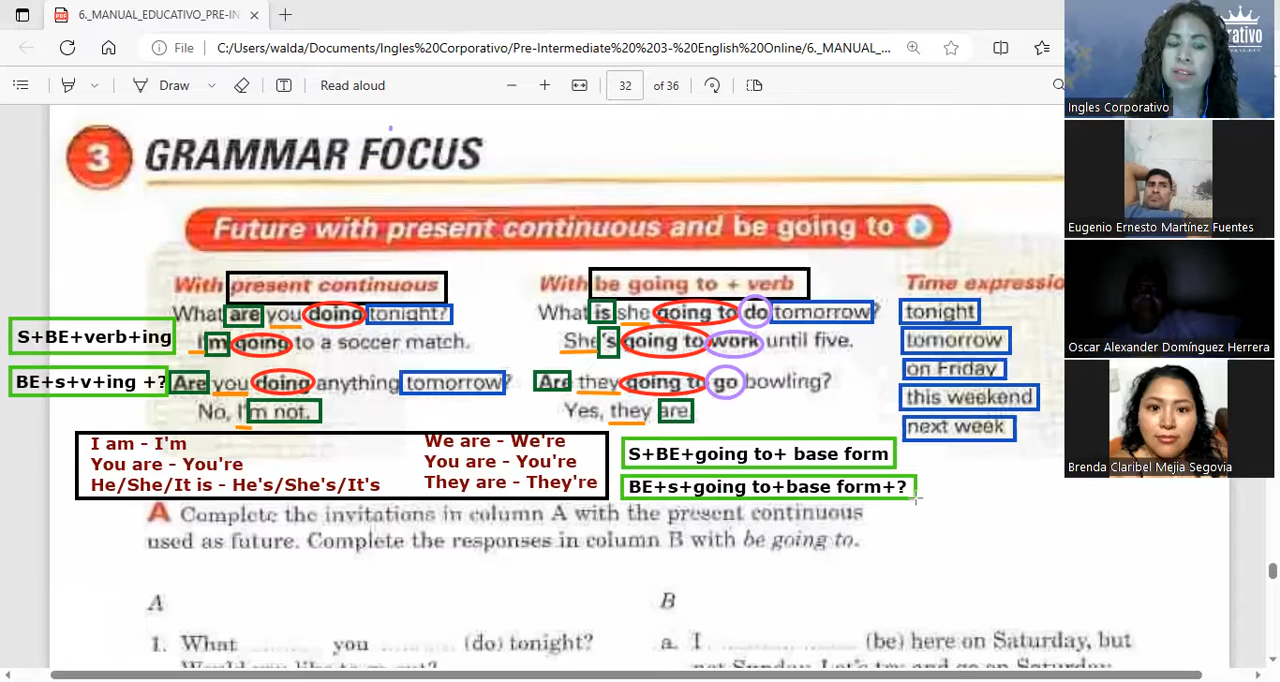 6._MANUAL_EDUCATIVO_PRE-IN
File
C:/Users/walda/Documents/Ingles%20Corporativo/Pre-Intermediate%20%203-%20English%20Online/6._MANUAL_...
Draw
Read aloud
32 of 36
orativo
Ingles Corporativo
Eugenio Ernesto Martínez Fuentes
Oscar Alexander Domínguez Herrera
Brenda Claribel Mejia Segovia
3 GRAMMAR FOCUS
Future with present continuous and be going to
With present continuous
What are you doing tonight?
I'm going to a soccer match.
Are you doing anything tomorrow?
No, I'm not.
S+BE+verb+ing
BE+s+v+ing +?
With be going to + verb
What is she going to do tomorrow?
She's going to work until five.
Are they going to go bowling?
Yes, they are.
Time expressio
tonight
tomorrow
on Friday
this weekend
next week
I am - I'm
You are - You're
He/She/It is - He's/She's/It's
We are - We're
You are - You're
They are - They're
S+BE+going to+ base form
BE+s+going to+base form+?
A Complete the invitations in column A with the present continuous
used as future. Complete the responses in column B with be going to.
A
1. What you (do) tonight?
B
a. I (be) here on Saturday, but
not Sunday. Let's try and go on Saturday.